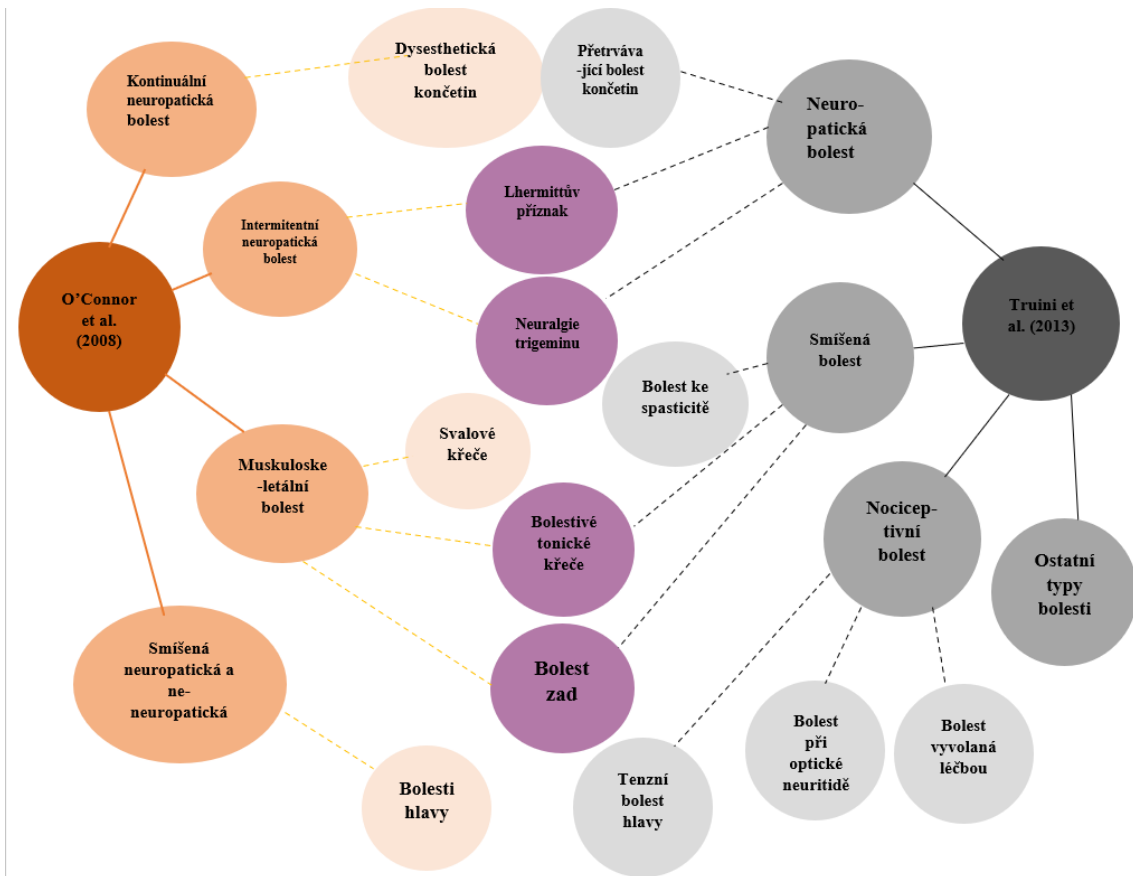 Kontinuální
neuropatická
bolest
Dysesthetická
bolest
končetin
Přetrváva
-jící bolest
končetin
Neuro-
patická
bolest
Lhermittův
příznak
Intermitentní
neuropatická
bolest
O’Connor
et al.
(2008)
Truini et
al. (2013)
Neuralgie
trigeminu
Smíšená
bolest
Bolest ke
spasticitě
Svalové
křeče
Muskuloske
-letální
bolest
Bolestivé
tonické
křeče
Nocicep-
tivní
bolest
Ostatní
typy
bolesti
Smíšená
neuropatická a
ne-
neuropatická
Bolest
zad
Bolest
při
optické
neuritidě
Bolest
vyvolaná
léčbou
Bolesti
hlavy
Tenzní
bolest
hlavy